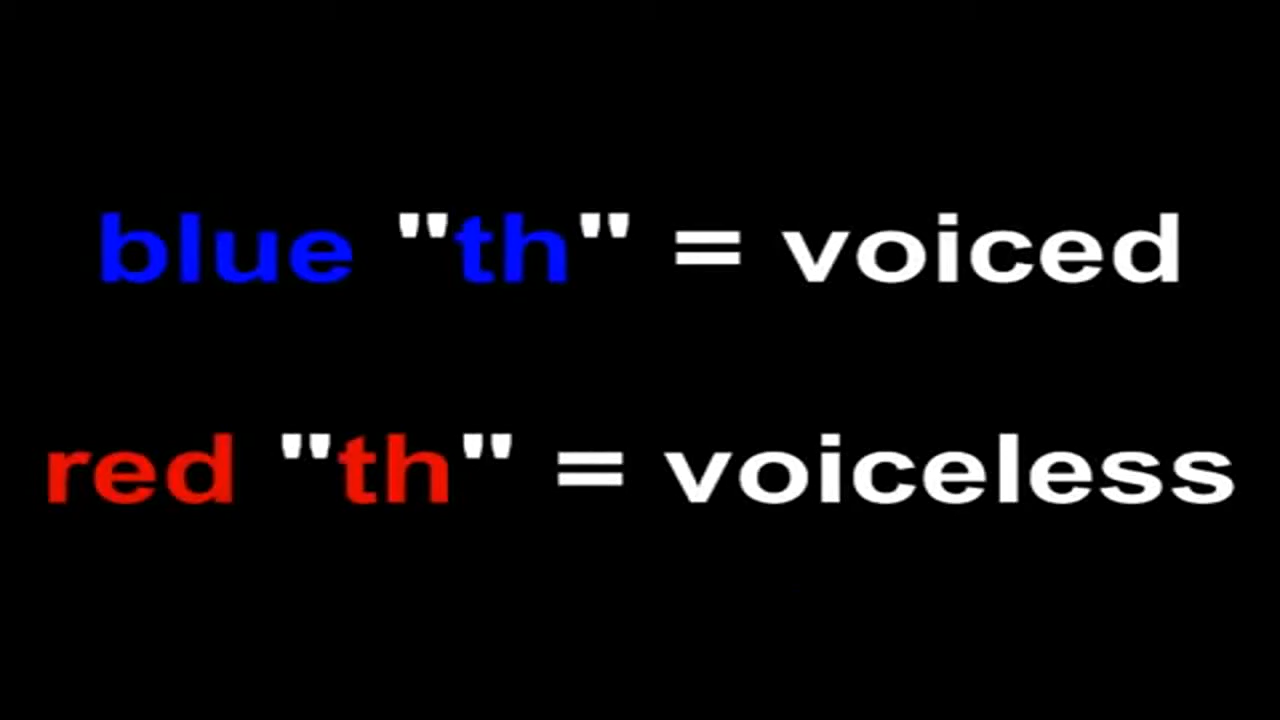 blue "th" = voiced
red "th" = voiceless